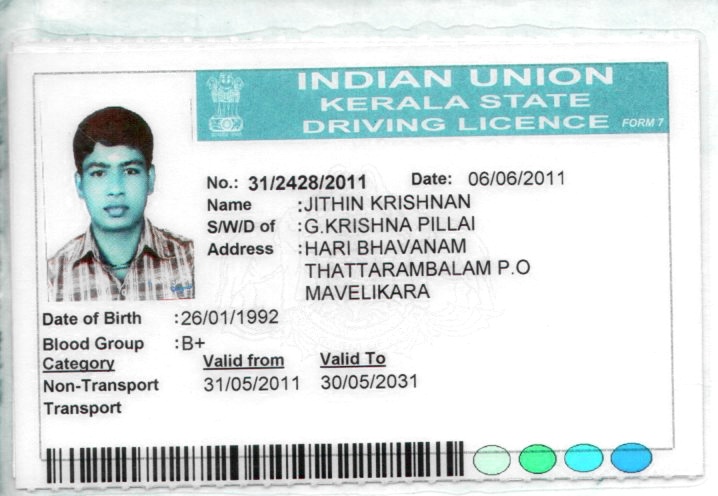 INDIAN UNION
KERALA STATE
DRIVING LICENCE FORM 7
No.: 31/2428/2011 Date: 06/06/2011
Name :JITHIN KRISHNAN
S/W/D of :G.KRISHNA PILLAI
Address :HARI BHAVANAM
THATTARAMBALAM P.O
MAVELIKARA
Date of Birth :26/01/1992
Blood Group :B+
Category Valid from Valid To
Non-Transport 31/05/2011 30/05/2031
Transport